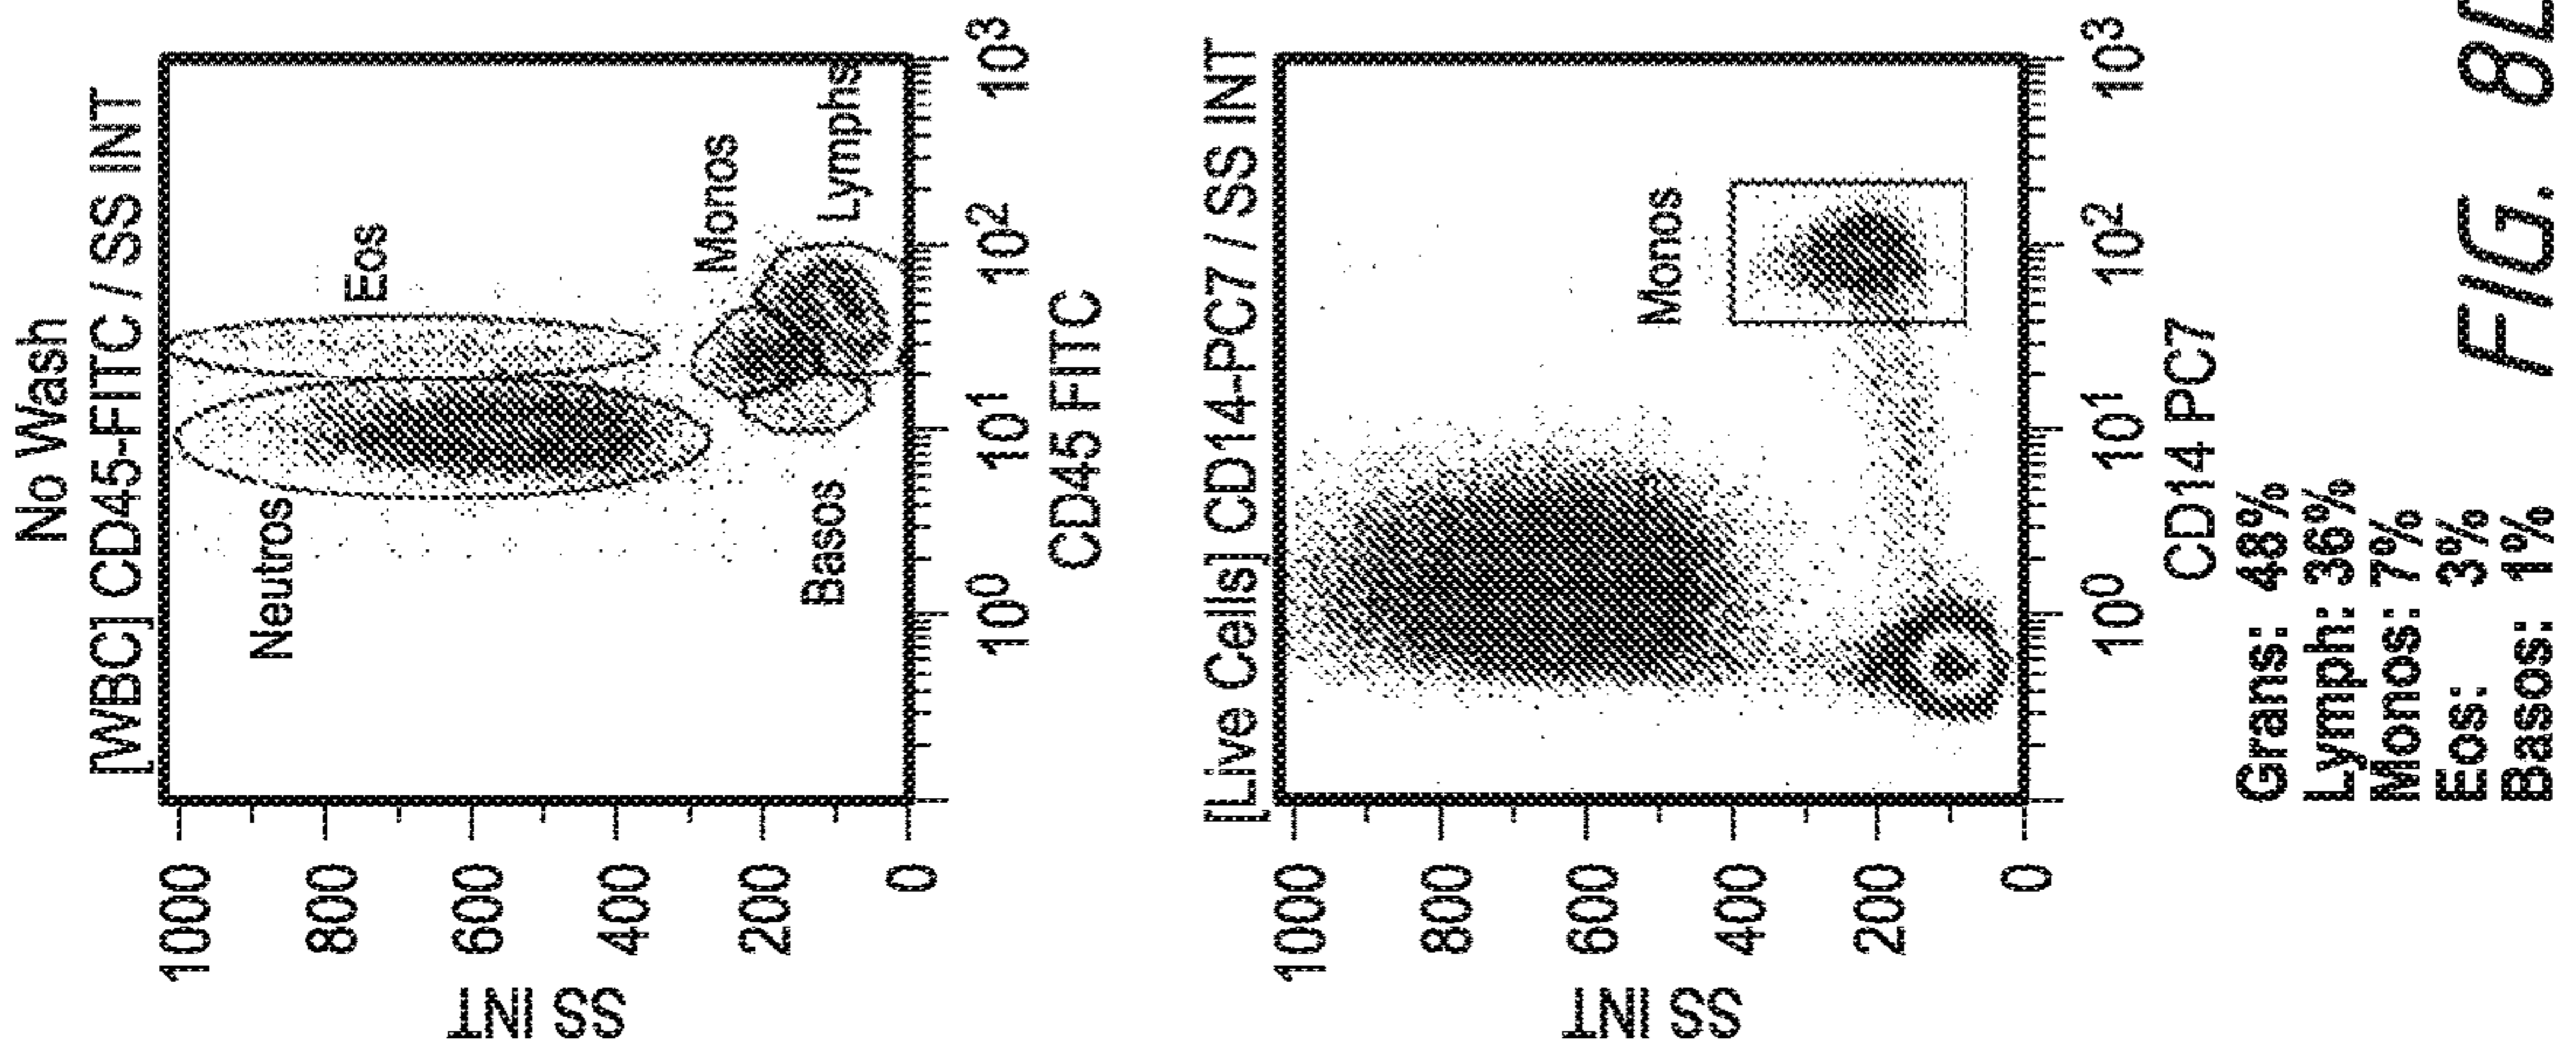 No Wash
[WBC] CD45-FITC / SS INT
SS INT
1000
800
600
400
200
0
Neutros
Eos
Monos
Lymphs
Basos
10⁰
10¹
10²
10³
CD45 FITC
[Live Cells] CD14-PC7 / SS INT
SS INT
1000
800
600
400
200
0
Monos
10⁰
10¹
10²
10³
CD14 PC7
Grans: 48%
Lymph: 36%
Monos: 7%
Eos: 3%
Basos: 1%
FIG.